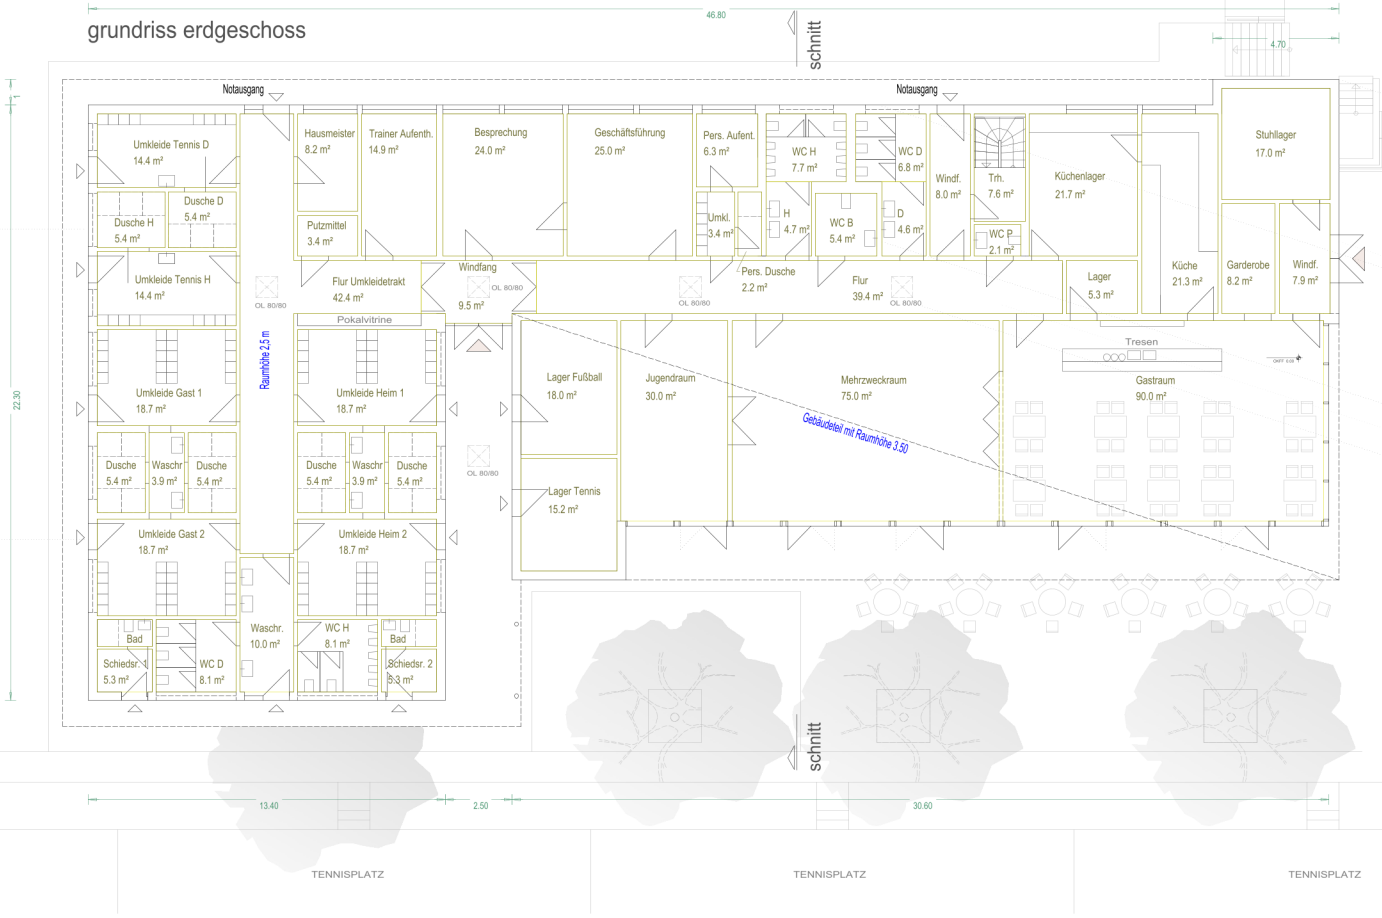 46.80
grundriss erdgeschoss
schnitt
4.70
Notausgang
Notausgang
1
Umkleide Tennis D
14.4 m²
Hausmeister
8.2 m²
Trainer Aufenth.
14.9 m²
Besprechung
24.0 m²
Geschäftsführung
25.0 m²
Pers. Aufent.
6.3 m²
WC H
7.7 m²
WC D
6.8 m²
Windf.
8.0 m²
Trh.
7.6 m²
Küchenlager
21.7 m²
Stuhllager
17.0 m²
Dusche D
5.4 m²
Dusche H
5.4 m²
Putzmittel
3.4 m²
Umkl.
3.4 m²
H
4.7 m²
WC B
5.4 m²
D
4.6 m²
WC P
2.1 m²
Umkleide Tennis H
14.4 m²
OL 80/80
Flur Umkleidetrakt
42.4 m²
Windfang
OL 80/80
9.5 m²
Pers. Dusche
2.2 m²
OL 80/80
Flur
39.4 m²
OL 80/80
Lager
5.3 m²
Küche
21.3 m²
Garderobe
8.2 m²
Windf.
7.9 m²
Pokalvitrine
Raumhöhe 2,5 m
Tresen
OKFF 0.00
22.30
Umkleide Gast 1
18.7 m²
Umkleide Heim 1
18.7 m²
Lager Fußball
18.0 m²
Jugendraum
30.0 m²
Mehrzweckraum
75.0 m²
Gastraum
90.0 m²
Gebäudeteil mit Raumhöhe 3.50
Dusche
5.4 m²
Waschr
3.9 m²
Dusche
5.4 m²
Dusche
5.4 m²
Waschr
3.9 m²
Dusche
5.4 m²
OL 80/80
Lager Tennis
15.2 m²
Umkleide Gast 2
18.7 m²
Umkleide Heim 2
18.7 m²
Bad
Waschr.
10.0 m²
WC H
8.1 m²
Bad
Schiedsr. 1
5.3 m²
WC D
8.1 m²
Schiedsr. 2
5.3 m²
schnitt
13.40
2.50
30.60
TENNISPLATZ
TENNISPLATZ
TENNISPLATZ